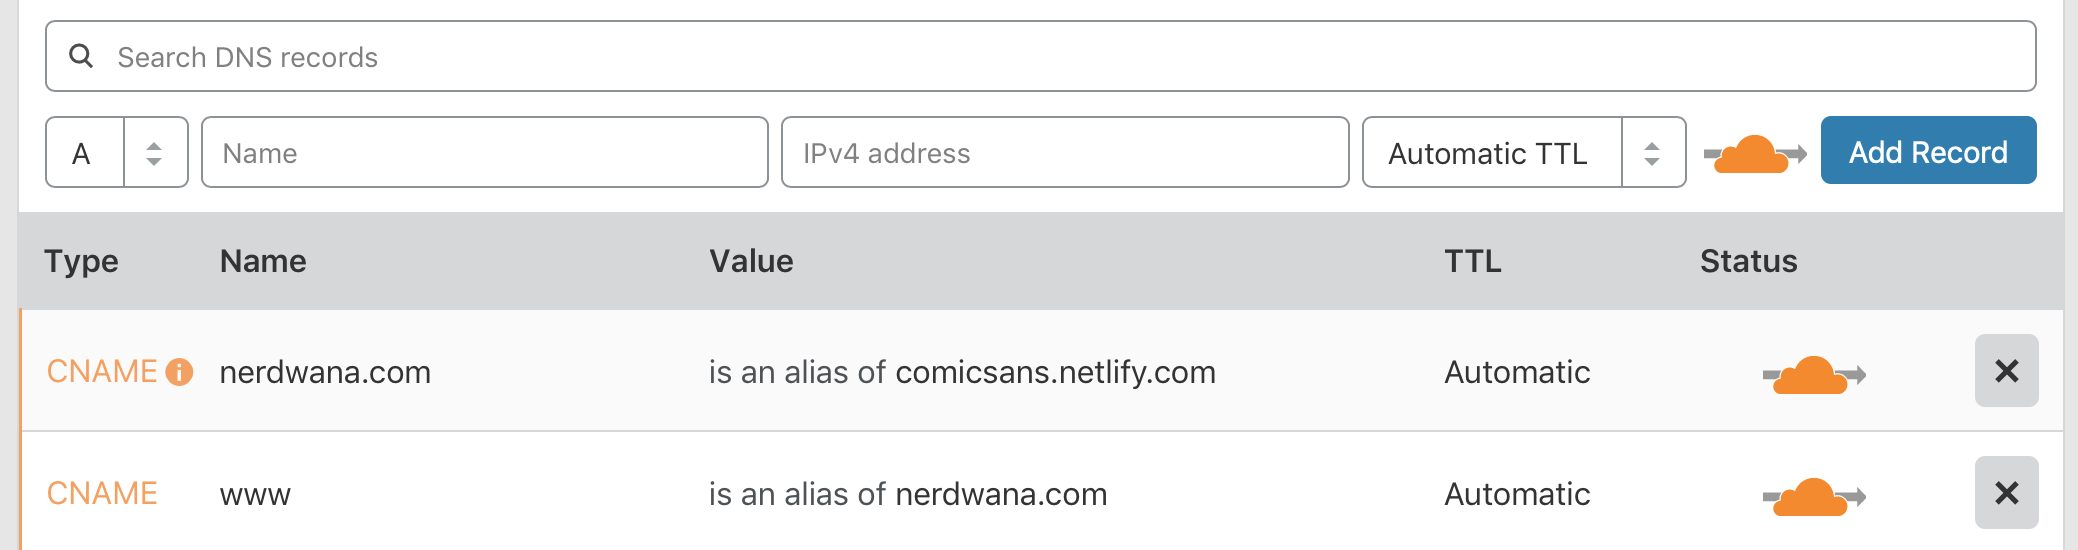 Search DNS records
A Name IPv4 address Automatic TTL Add Record
Type Name Value TTL Status
CNAME nerdwana.com is an alias of comicsans.netlify.com Automatic
CNAME www is an alias of nerdwana.com Automatic